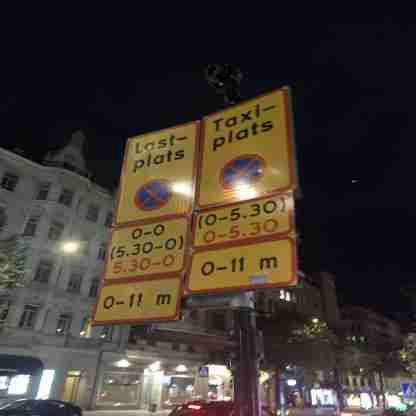 Last-
plats
0-0
(5.30-0)
5.30-0
0-11 m
Taxi-
plats
(0-5.30)
0-5.30
0-11 m